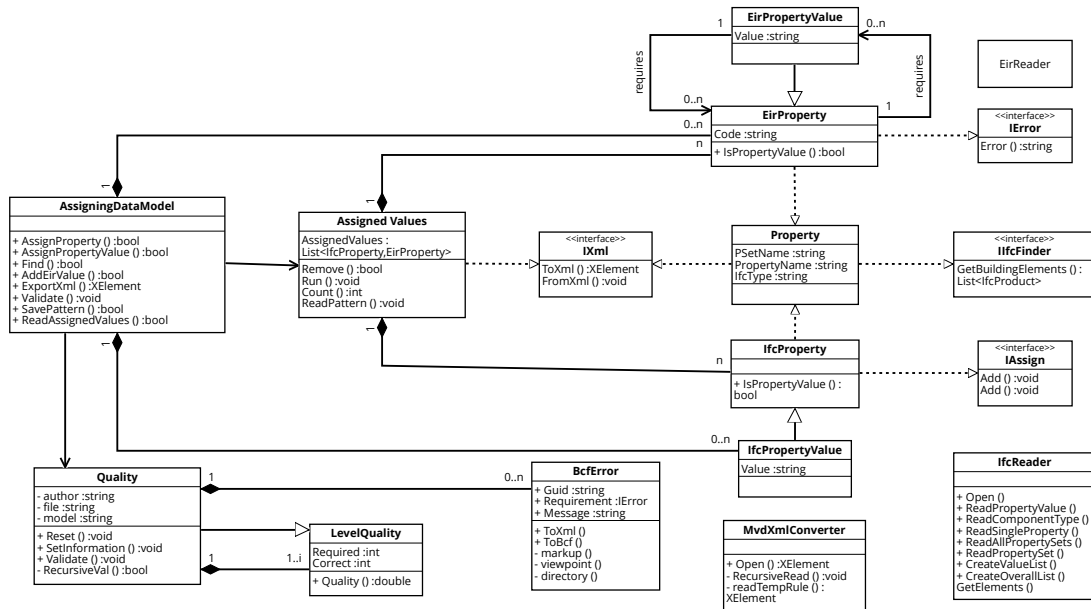 EirPropertyValue
Value :string
1
0..n
requires
requires
0..n
1
EirProperty
Code :string
+ IsPropertyValue () :bool
0..n
n
EirReader
<<interface>>
IError
Error () :string
1
1
AssigningDataModel
+ AssignProperty () :bool
+ AssignPropertyValue () :bool
+ Find () :bool
+ AddEirValue () :bool
+ ExportXml () :XElement
+ Validate () :void
+ SavePattern () :bool
+ ReadAssignedValues () :bool
Assigned Values
AssignedValues :
List<IfcProperty,EirProperty>
Remove () :bool
Run () :void
Count () :int
ReadPattern () :void
<<interface>>
IXml
ToXml () :XElement
FromXml () :void
Property
PSetName :string
PropertyName :string
IfcType :string
<<interface>>
IIfcFinder
GetBuildingElements () :
List<IfcProduct>
1
1
n
IfcProperty
+ IsPropertyValue () :
bool
<<interface>>
IAssign
Add () :void
Add () :void
0..n
IfcPropertyValue
Value :string
Quality
- author :string
- file :string
- model :string
+ Reset () :void
+ SetInformation () :void
+ Validate () :void
- RecursiveVal () :bool
1
0..n
1
1..i
LevelQuality
Required :int
Correct :int
+ Quality () :double
BcfError
+ Guid :string
+ Requirement :IError
+ Message :string
+ ToXml ()
+ ToBcf ()
- markup ()
- viewpoint ()
- directory ()
MvdXmlConverter
+ Open () :XElement
- RecursiveRead () :void
- readTempRule () :
XElement
IfcReader
+ Open ()
+ ReadPropertyValue ()
+ ReadComponentType ()
+ ReadSingleProperty ()
+ ReadAllPropertySets ()
+ ReadPropertySet ()
+ CreateValueList ()
+ CreateOverallList ()
GetElements ()